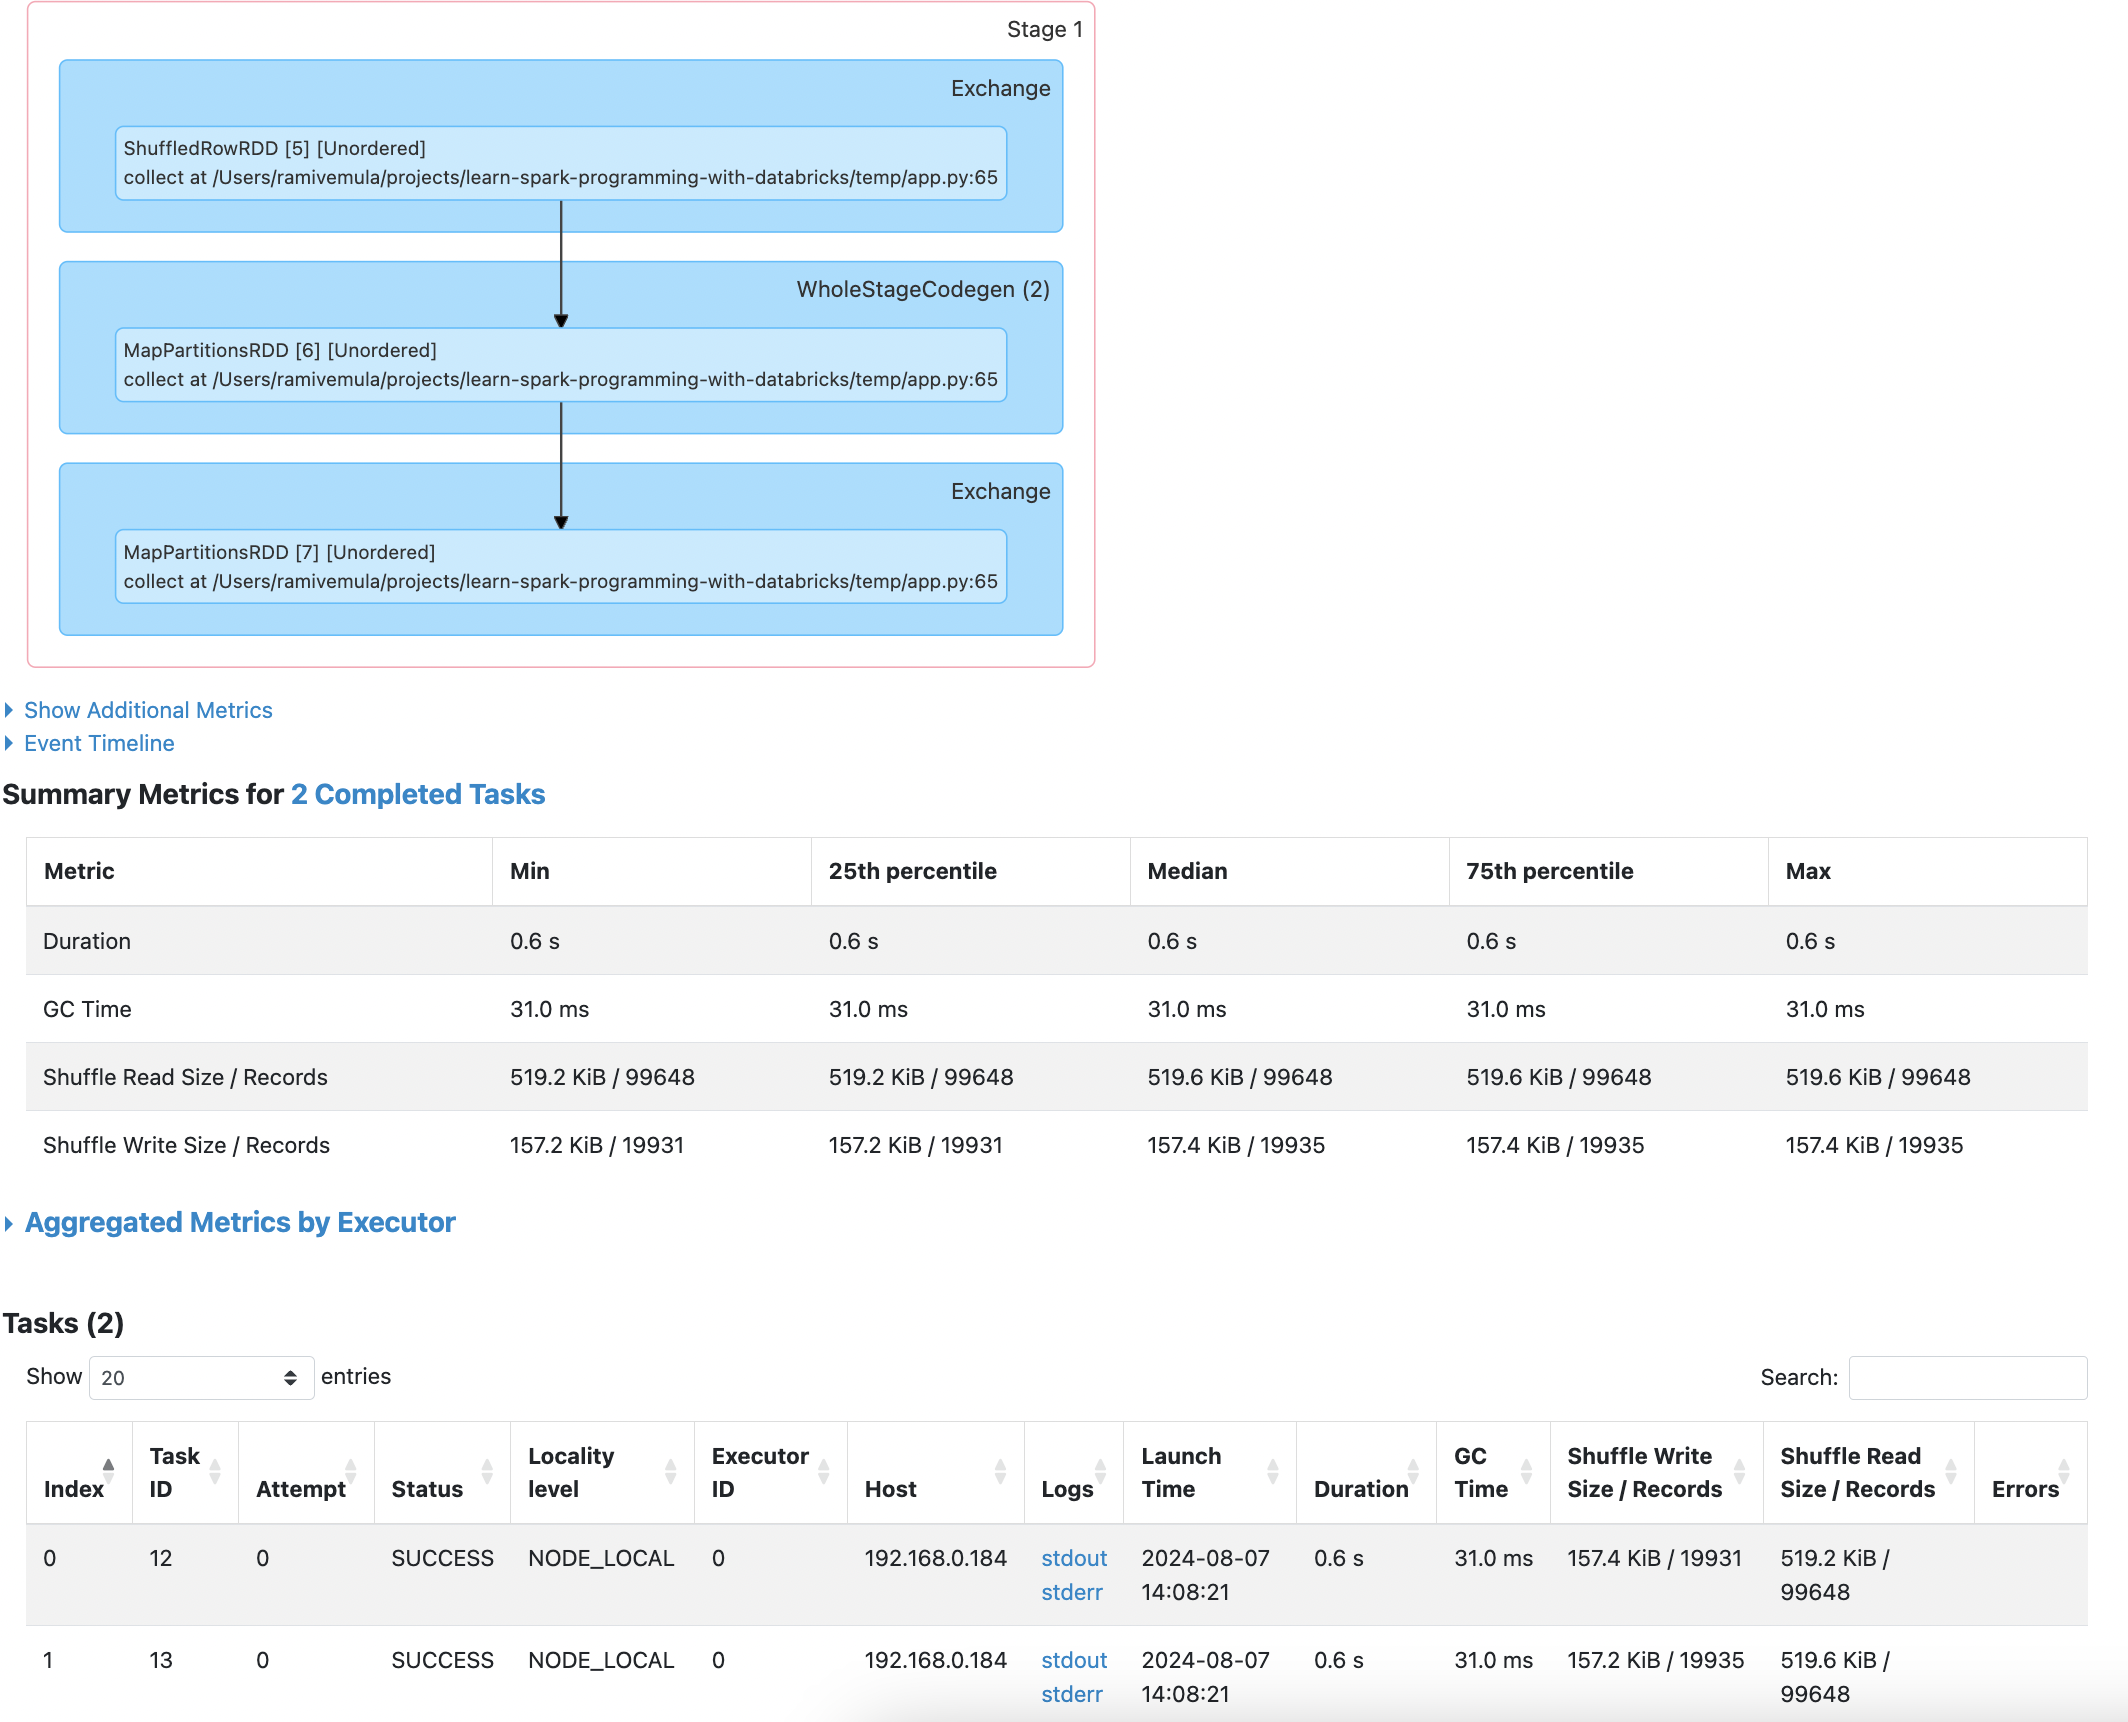 Stage 1
Exchange
ShuffledRowRDD [5] [Unordered]
collect at /Users/ramivemula/projects/learn-spark-programming-with-databricks/temp/app.py:65
WholeStageCodegen (2)
MapPartitionsRDD [6] [Unordered]
collect at /Users/ramivemula/projects/learn-spark-programming-with-databricks/temp/app.py:65
Exchange
MapPartitionsRDD [7] [Unordered]
collect at /Users/ramivemula/projects/learn-spark-programming-with-databricks/temp/app.py:65
Show Additional Metrics
Event Timeline
Summary Metrics for 2 Completed Tasks
Metric Min 25th percentile Median 75th percentile Max
Duration 0.6 s 0.6 s 0.6 s 0.6 s 0.6 s
GC Time 31.0 ms 31.0 ms 31.0 ms 31.0 ms 31.0 ms
Shuffle Read Size / Records 519.2 KiB / 99648 519.2 KiB / 99648 519.6 KiB / 99648 519.6 KiB / 99648 519.6 KiB / 99648
Shuffle Write Size / Records 157.2 KiB / 19931 157.2 KiB / 19931 157.4 KiB / 19935 157.4 KiB / 19935 157.4 KiB / 19935
Aggregated Metrics by Executor
Tasks (2)
Show 20 entries Search:
Task Locality Executor Launch GC Shuffle Write Shuffle Read
Index ID Attempt Status level ID Host Logs Time Duration Time Size / Records Size / Records Errors
0 12 0 SUCCESS NODE_LOCAL 0 192.168.0.184 stdout 2024-08-07 0.6 s 31.0 ms 157.4 KiB / 19931 519.2 KiB /
stderr 14:08:21 99648
1 13 0 SUCCESS NODE_LOCAL 0 192.168.0.184 stdout 2024-08-07 0.6 s 31.0 ms 157.2 KiB / 19935 519.6 KiB /
stderr 14:08:21 99648